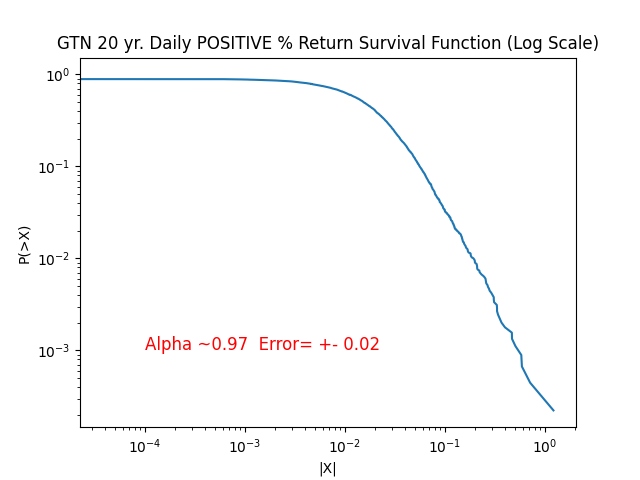 GTN 20 yr. Daily POSITIVE % Return Survival Function (Log Scale)
10⁰
10⁻¹
10⁻²
10⁻³
P(>X)
Alpha ~0.97  Error= +- 0.02
10⁻⁴ 10⁻³ 10⁻² 10⁻¹ 10⁰
|X|